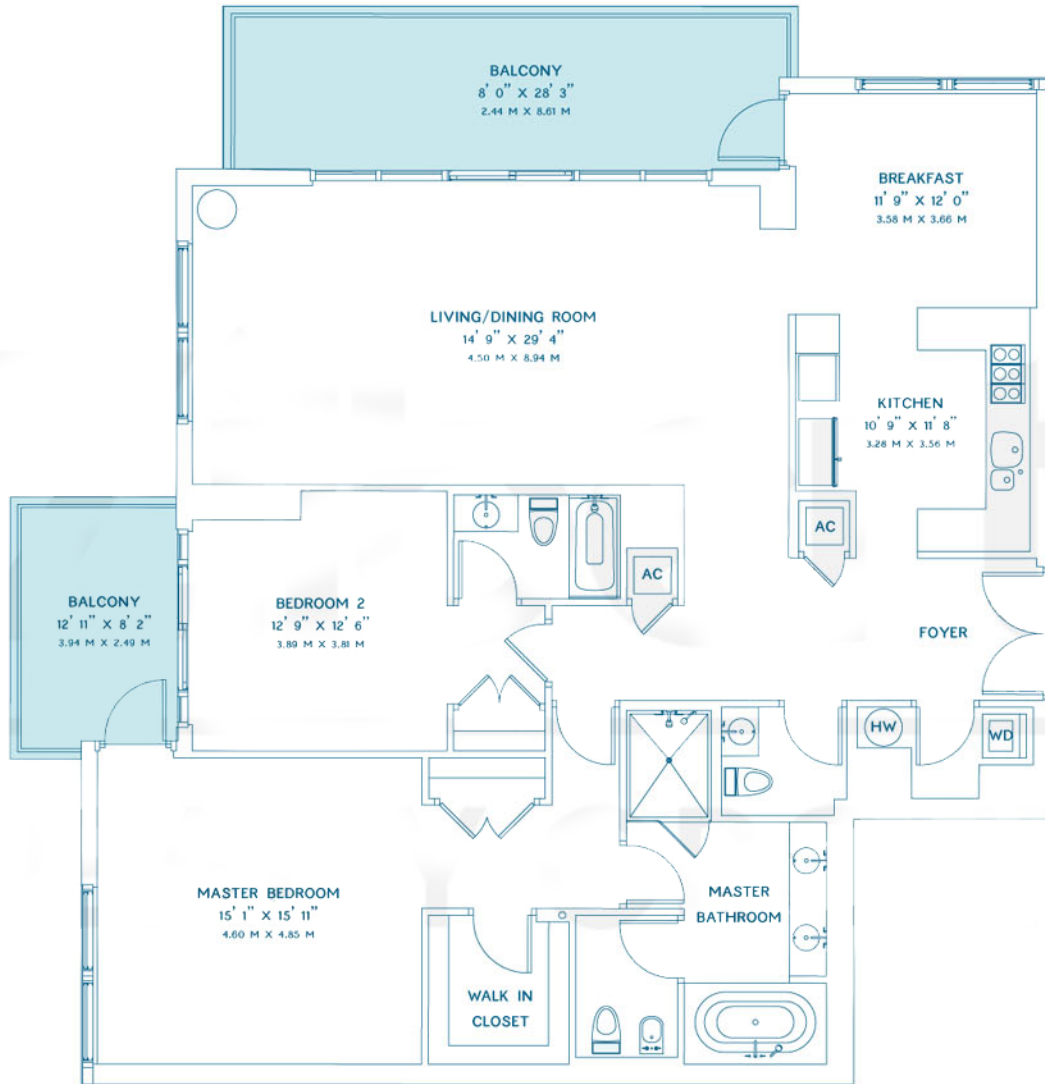 BALCONY
8' 0" X 28' 3"
2.44 M X 8.61 M
BREAKFAST
11' 9" X 12' 0"
3.58 M X 3.66 M
LIVING/DINING ROOM
14' 9" X 29' 4"
4.50 M X 8.94 M
KITCHEN
10' 9" X 11' 8"
3.28 M X 3.56 M
AC
AC
BALCONY
12' 11" X 8' 2"
3.94 M X 2.49 M
BEDROOM 2
12' 9" X 12' 6"
3.89 M X 3.81 M
FOYER
HW
WD
MASTER BEDROOM
15' 1" X 15' 11"
4.60 M X 4.85 M
MASTER
BATHROOM
WALK IN
CLOSET